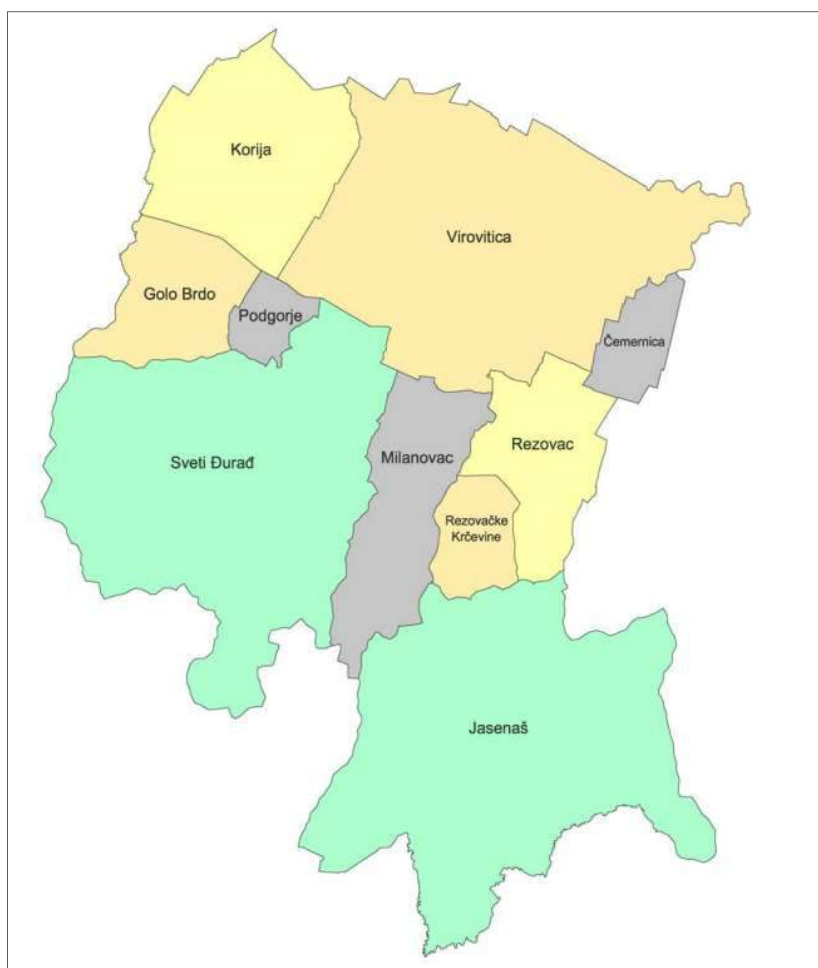 Korija
Virovitica
Golo Brdo
Podgorje
Čemernica
Sveti Đurađ
Milanovac
Rezovac
Rezovačke
Krčevine
Jasenaš